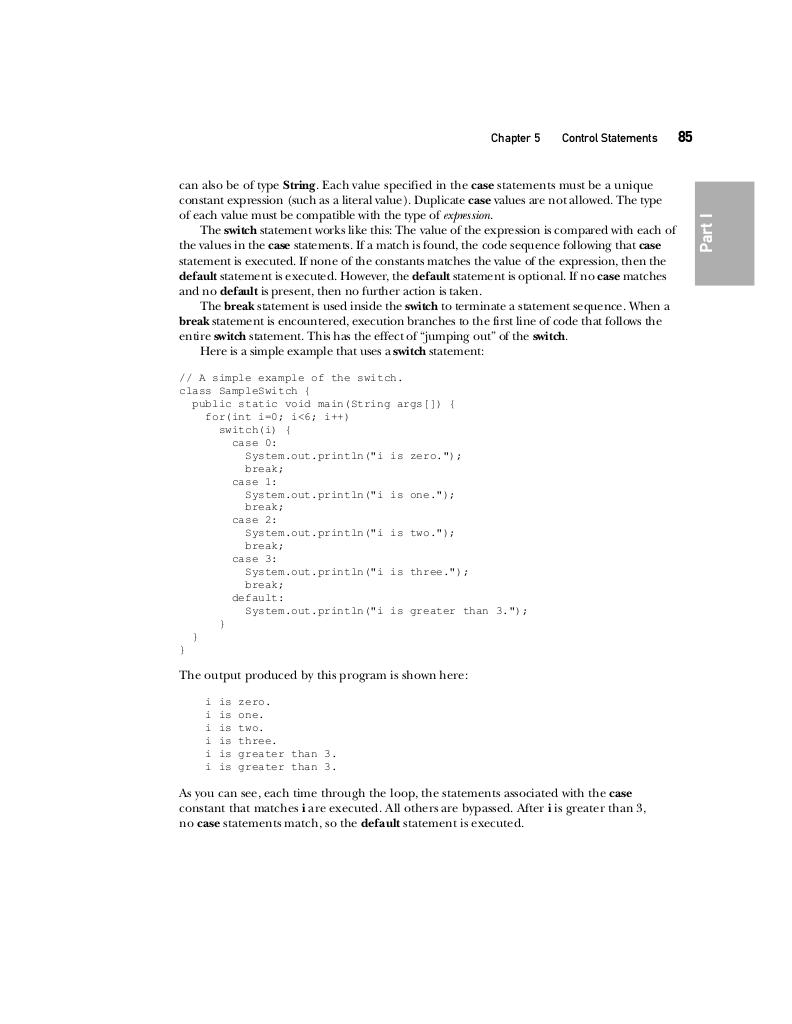 Chapter 5 Control Statements 85
Part I
can also be of type String. Each value specified in the case statements must be a unique
constant expression (such as a literal value). Duplicate case values are not allowed. The type
of each value must be compatible with the type of expression.
The switch statement works like this: The value of the expression is compared with each of
the values in the case statements. If a match is found, the code sequence following that case
statement is executed. If none of the constants matches the value of the expression, then the
default statement is executed. However, the default statement is optional. If no case matches
and no default is present, then no further action is taken.
The break statement is used inside the switch to terminate a statement sequence. When a
break statement is encountered, execution branches to the first line of code that follows the
entire switch statement. This has the effect of “jumping out” of the switch.
Here is a simple example that uses a switch statement:
// A simple example of the switch.
class SampleSwitch {
  public static void main(String args[]) {
    for(int i=0; i<6; i++)
      switch(i) {
        case 0:
          System.out.println("i is zero.");
          break;
        case 1:
          System.out.println("i is one.");
          break;
        case 2:
          System.out.println("i is two.");
          break;
        case 3:
          System.out.println("i is three.");
          break;
        default:
          System.out.println("i is greater than 3.");
      }
  }
}
The output produced by this program is shown here:
i is zero.
i is one.
i is two.
i is three.
i is greater than 3.
i is greater than 3.
As you can see, each time through the loop, the statements associated with the case
constant that matches i are executed. All others are bypassed. After i is greater than 3,
no case statements match, so the default statement is executed.